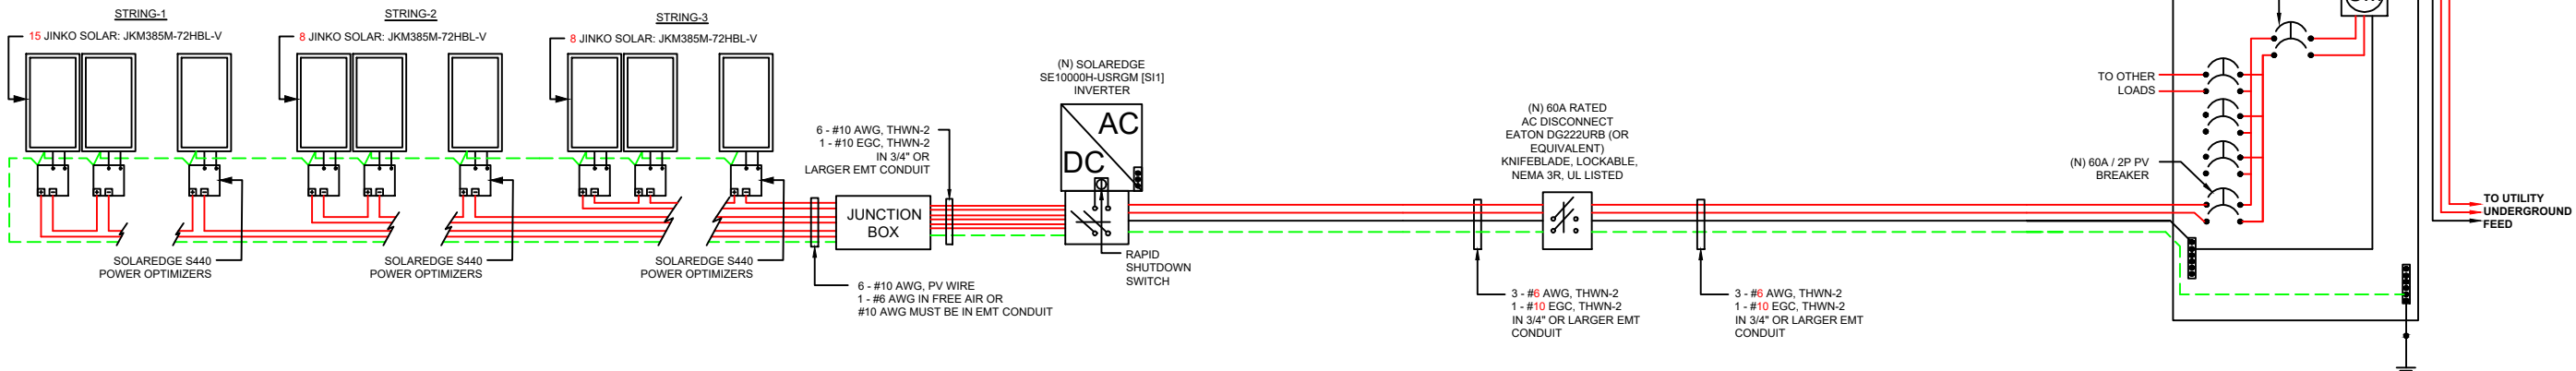 STRING-1
15 JINKO SOLAR: JKM385M-72HBL-V
STRING-2
8 JINKO SOLAR: JKM385M-72HBL-V
STRING-3
8 JINKO SOLAR: JKM385M-72HBL-V
SOLAREDGE S440
POWER OPTIMIZERS
SOLAREDGE S440
POWER OPTIMIZERS
SOLAREDGE S440
POWER OPTIMIZERS
6 - #10 AWG, THWN-2
1 - #10 EGC, THWN-2
IN 3/4" OR
LARGER EMT CONDUIT
JUNCTION
BOX
6 - #10 AWG, PV WIRE
1 - #6 AWG IN FREE AIR OR
#10 AWG MUST BE IN EMT CONDUIT
(N) SOLAREDGE
SE10000H-USRGM [SI1]
INVERTER
AC
DC
RAPID
SHUTDOWN
SWITCH
(N) 60A RATED
AC DISCONNECT
EATON DG222URB (OR
EQUIVALENT)
KNIFEBLADE, LOCKABLE,
NEMA 3R, UL LISTED
3 - #6 AWG, THWN-2
1 - #10 EGC, THWN-2
IN 3/4" OR LARGER EMT
CONDUIT
3 - #6 AWG, THWN-2
1 - #10 EGC, THWN-2
IN 3/4" OR LARGER EMT
CONDUIT
TO OTHER
LOADS
(N) 60A / 2P PV
BREAKER
TO UTILITY
UNDERGROUND
FEED